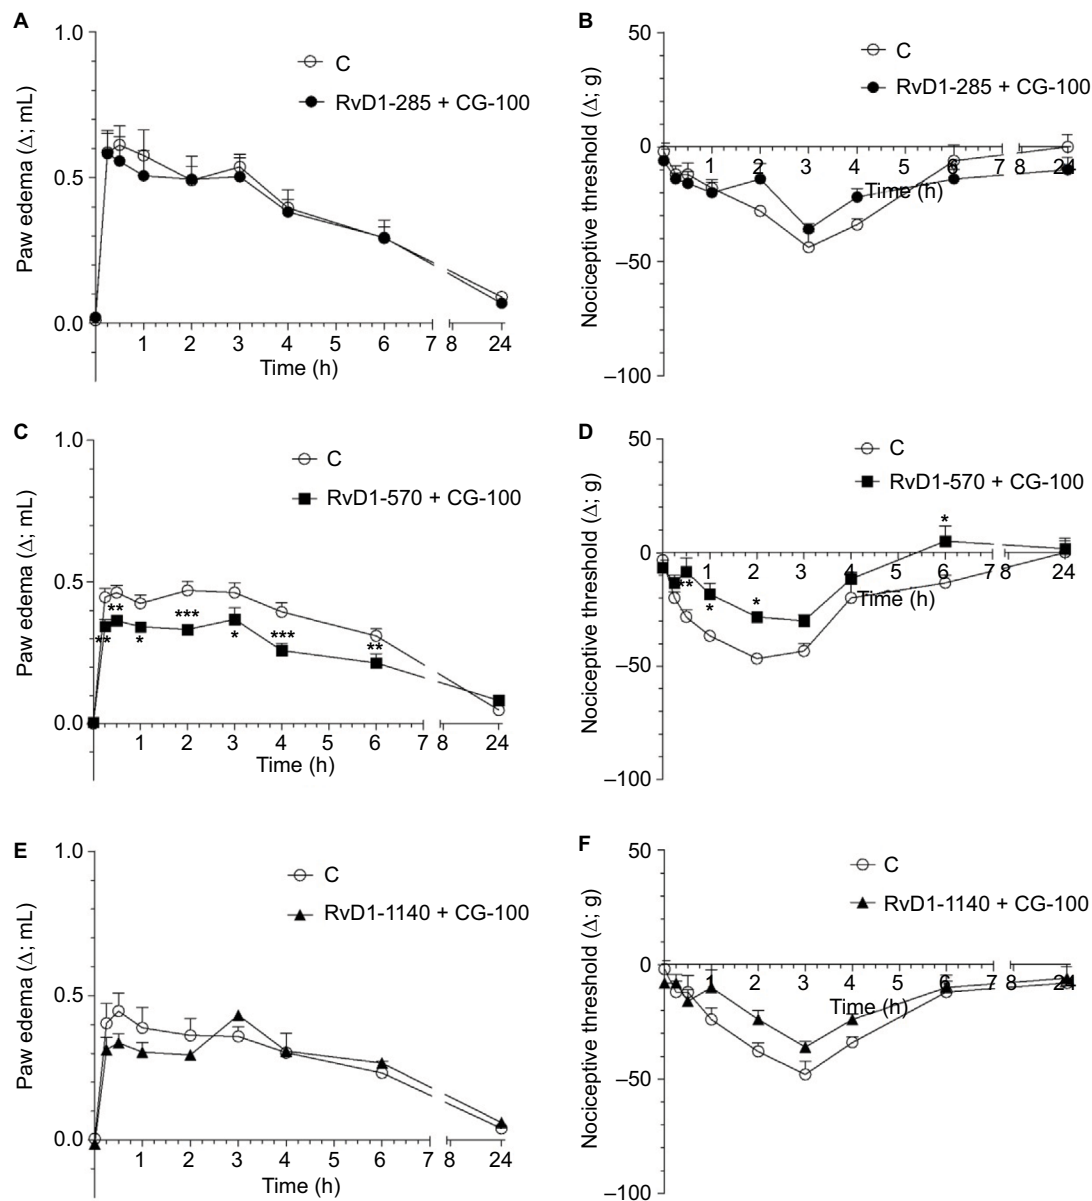 A
1.0
0.5
0.0
Paw edema (Δ; mL)
C
RvD1-285 + CG-100
1 2 3 4 5 6 7 8 24
Time (h)
B
50
0
–50
–100
Nociceptive threshold (Δ; g)
C
RvD1-285 + CG-100
1 2 3 4 5 6 7 8 24
Time (h)
C
1.0
0.5
0.0
Paw edema (Δ; mL)
C
RvD1-570 + CG-100
** ** * *** * *** **
1 2 3 4 5 6 7 8 24
Time (h)
D
50
0
–50
–100
Nociceptive threshold (Δ; g)
C
RvD1-570 + CG-100
** * * *
1 2 3 4 5 6 7 8 24
Time (h)
E
1.0
0.5
0.0
Paw edema (Δ; mL)
C
RvD1-1140 + CG-100
1 2 3 4 5 6 7 8 24
Time (h)
F
50
0
–50
–100
Nociceptive threshold (Δ; g)
C
RvD1-1140 + CG-100
1 2 3 4 5 6 7 8 24
Time (h)